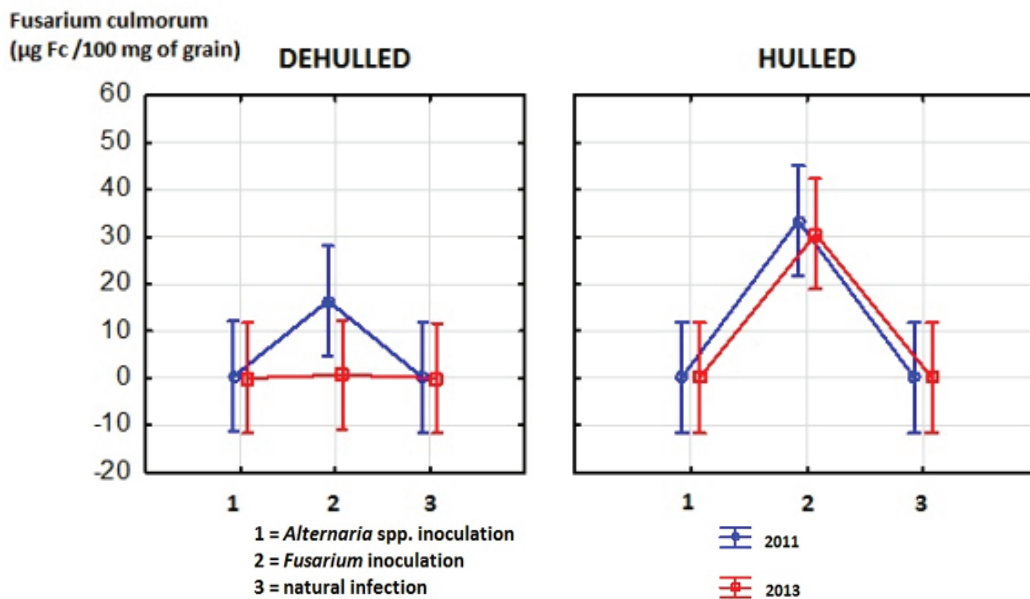 Fusarium culmorum
(µg Fc /100 mg of grain)
DEHULLED
HULLED
60
50
40
30
20
10
0
-10
-20
1 2 3
1 2 3
1 = Alternaria spp. inoculation
2 = Fusarium inoculation
3 = natural infection
2011
2013